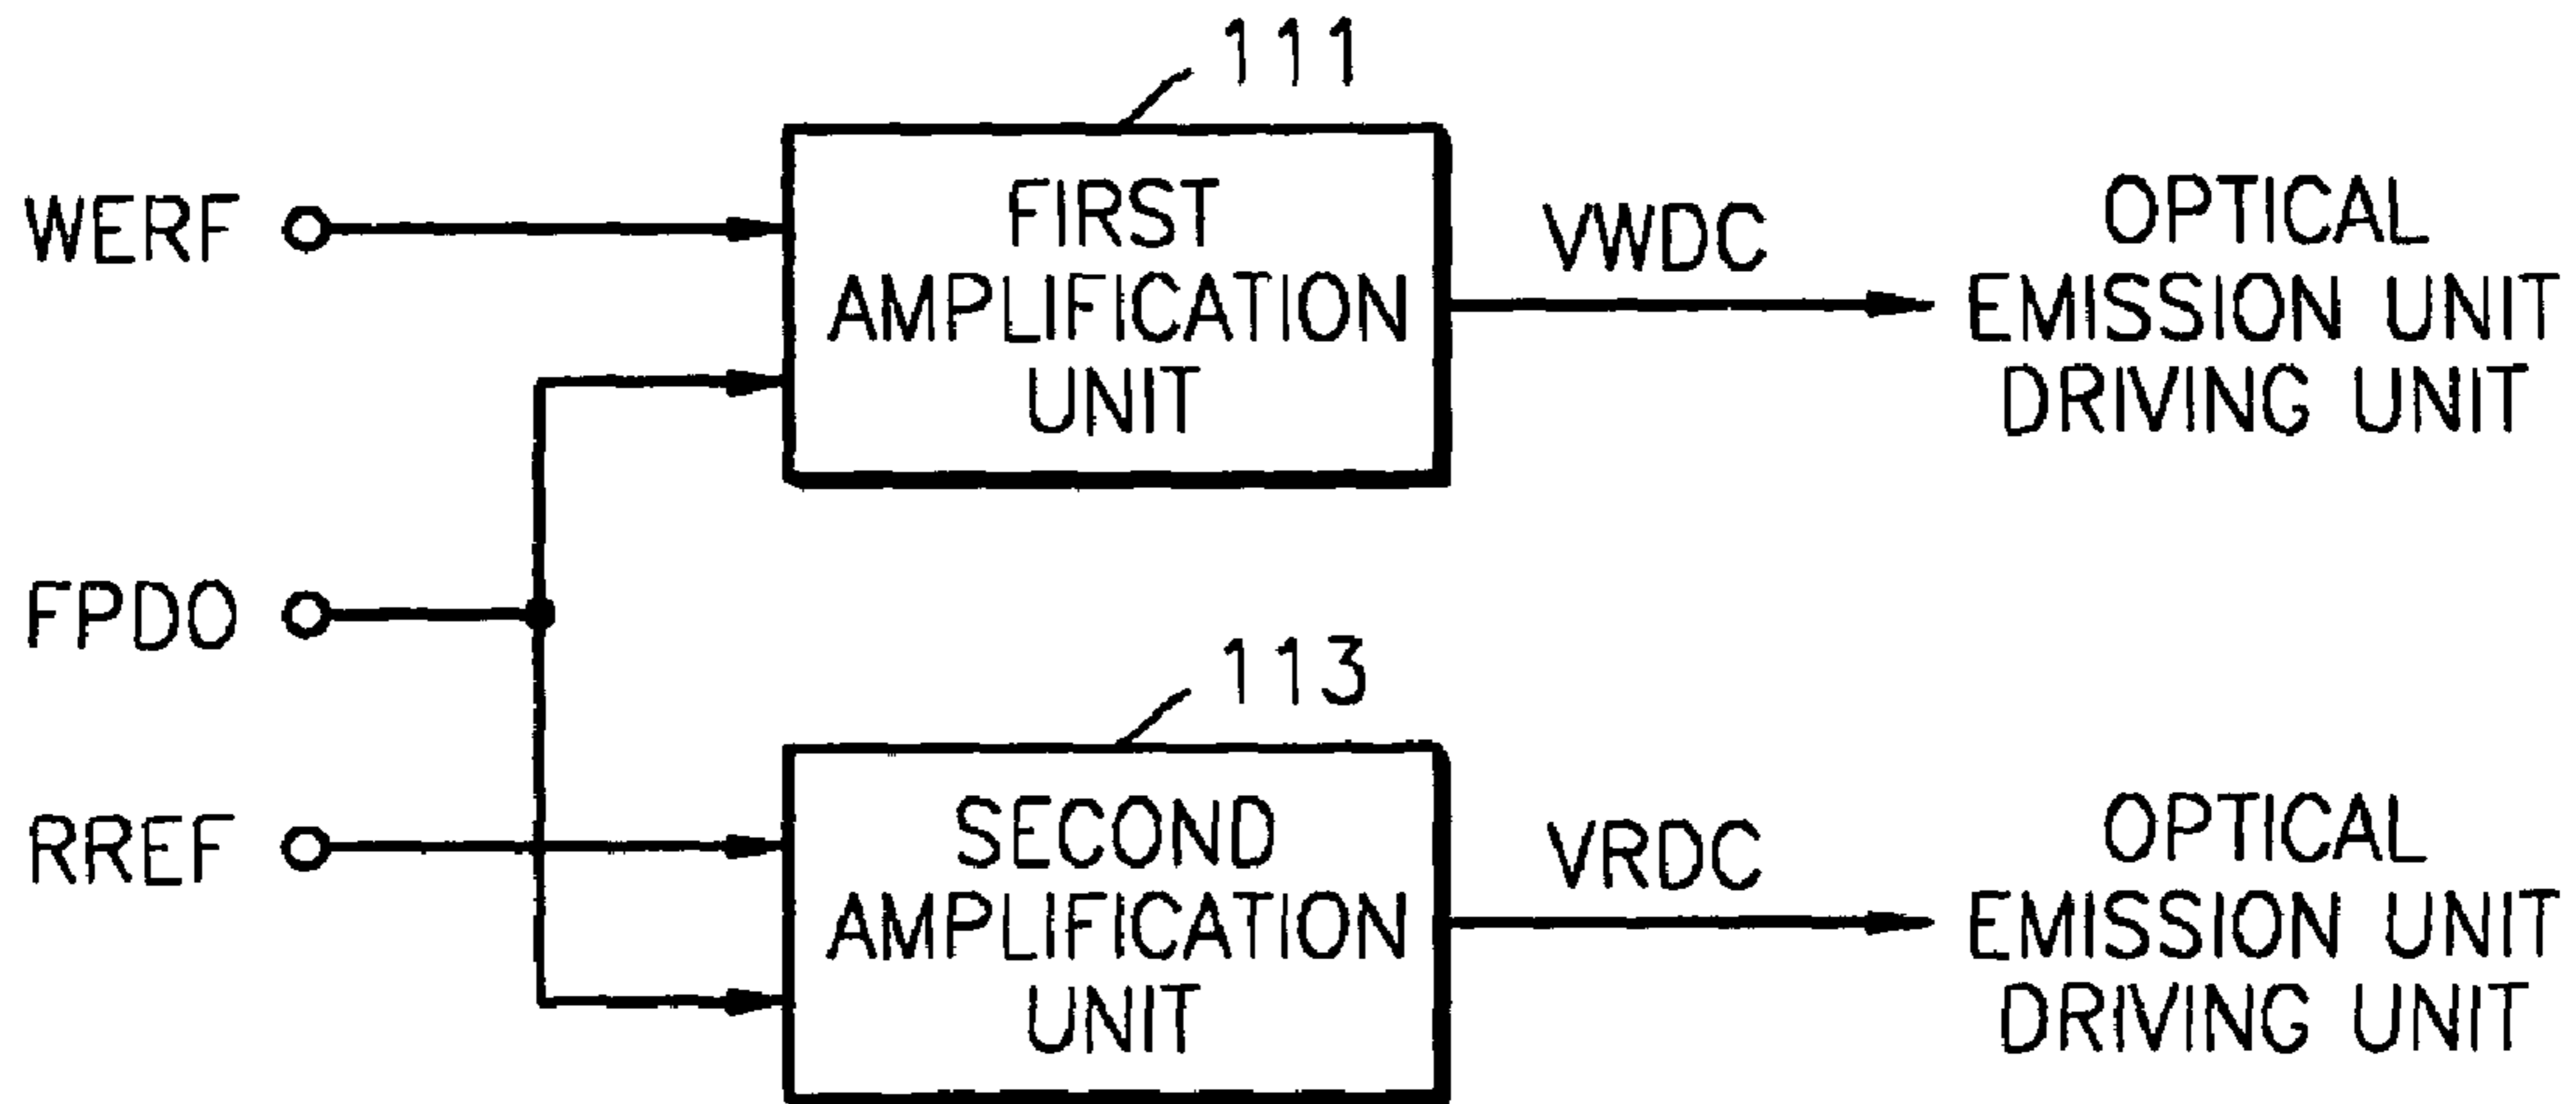 111
WERF
FIRST
AMPLIFICATION
UNIT
VWDC
OPTICAL
EMISSION UNIT
DRIVING UNIT
FPDO
113
RREF
SECOND
AMPLIFICATION
UNIT
VRDC
OPTICAL
EMISSION UNIT
DRIVING UNIT